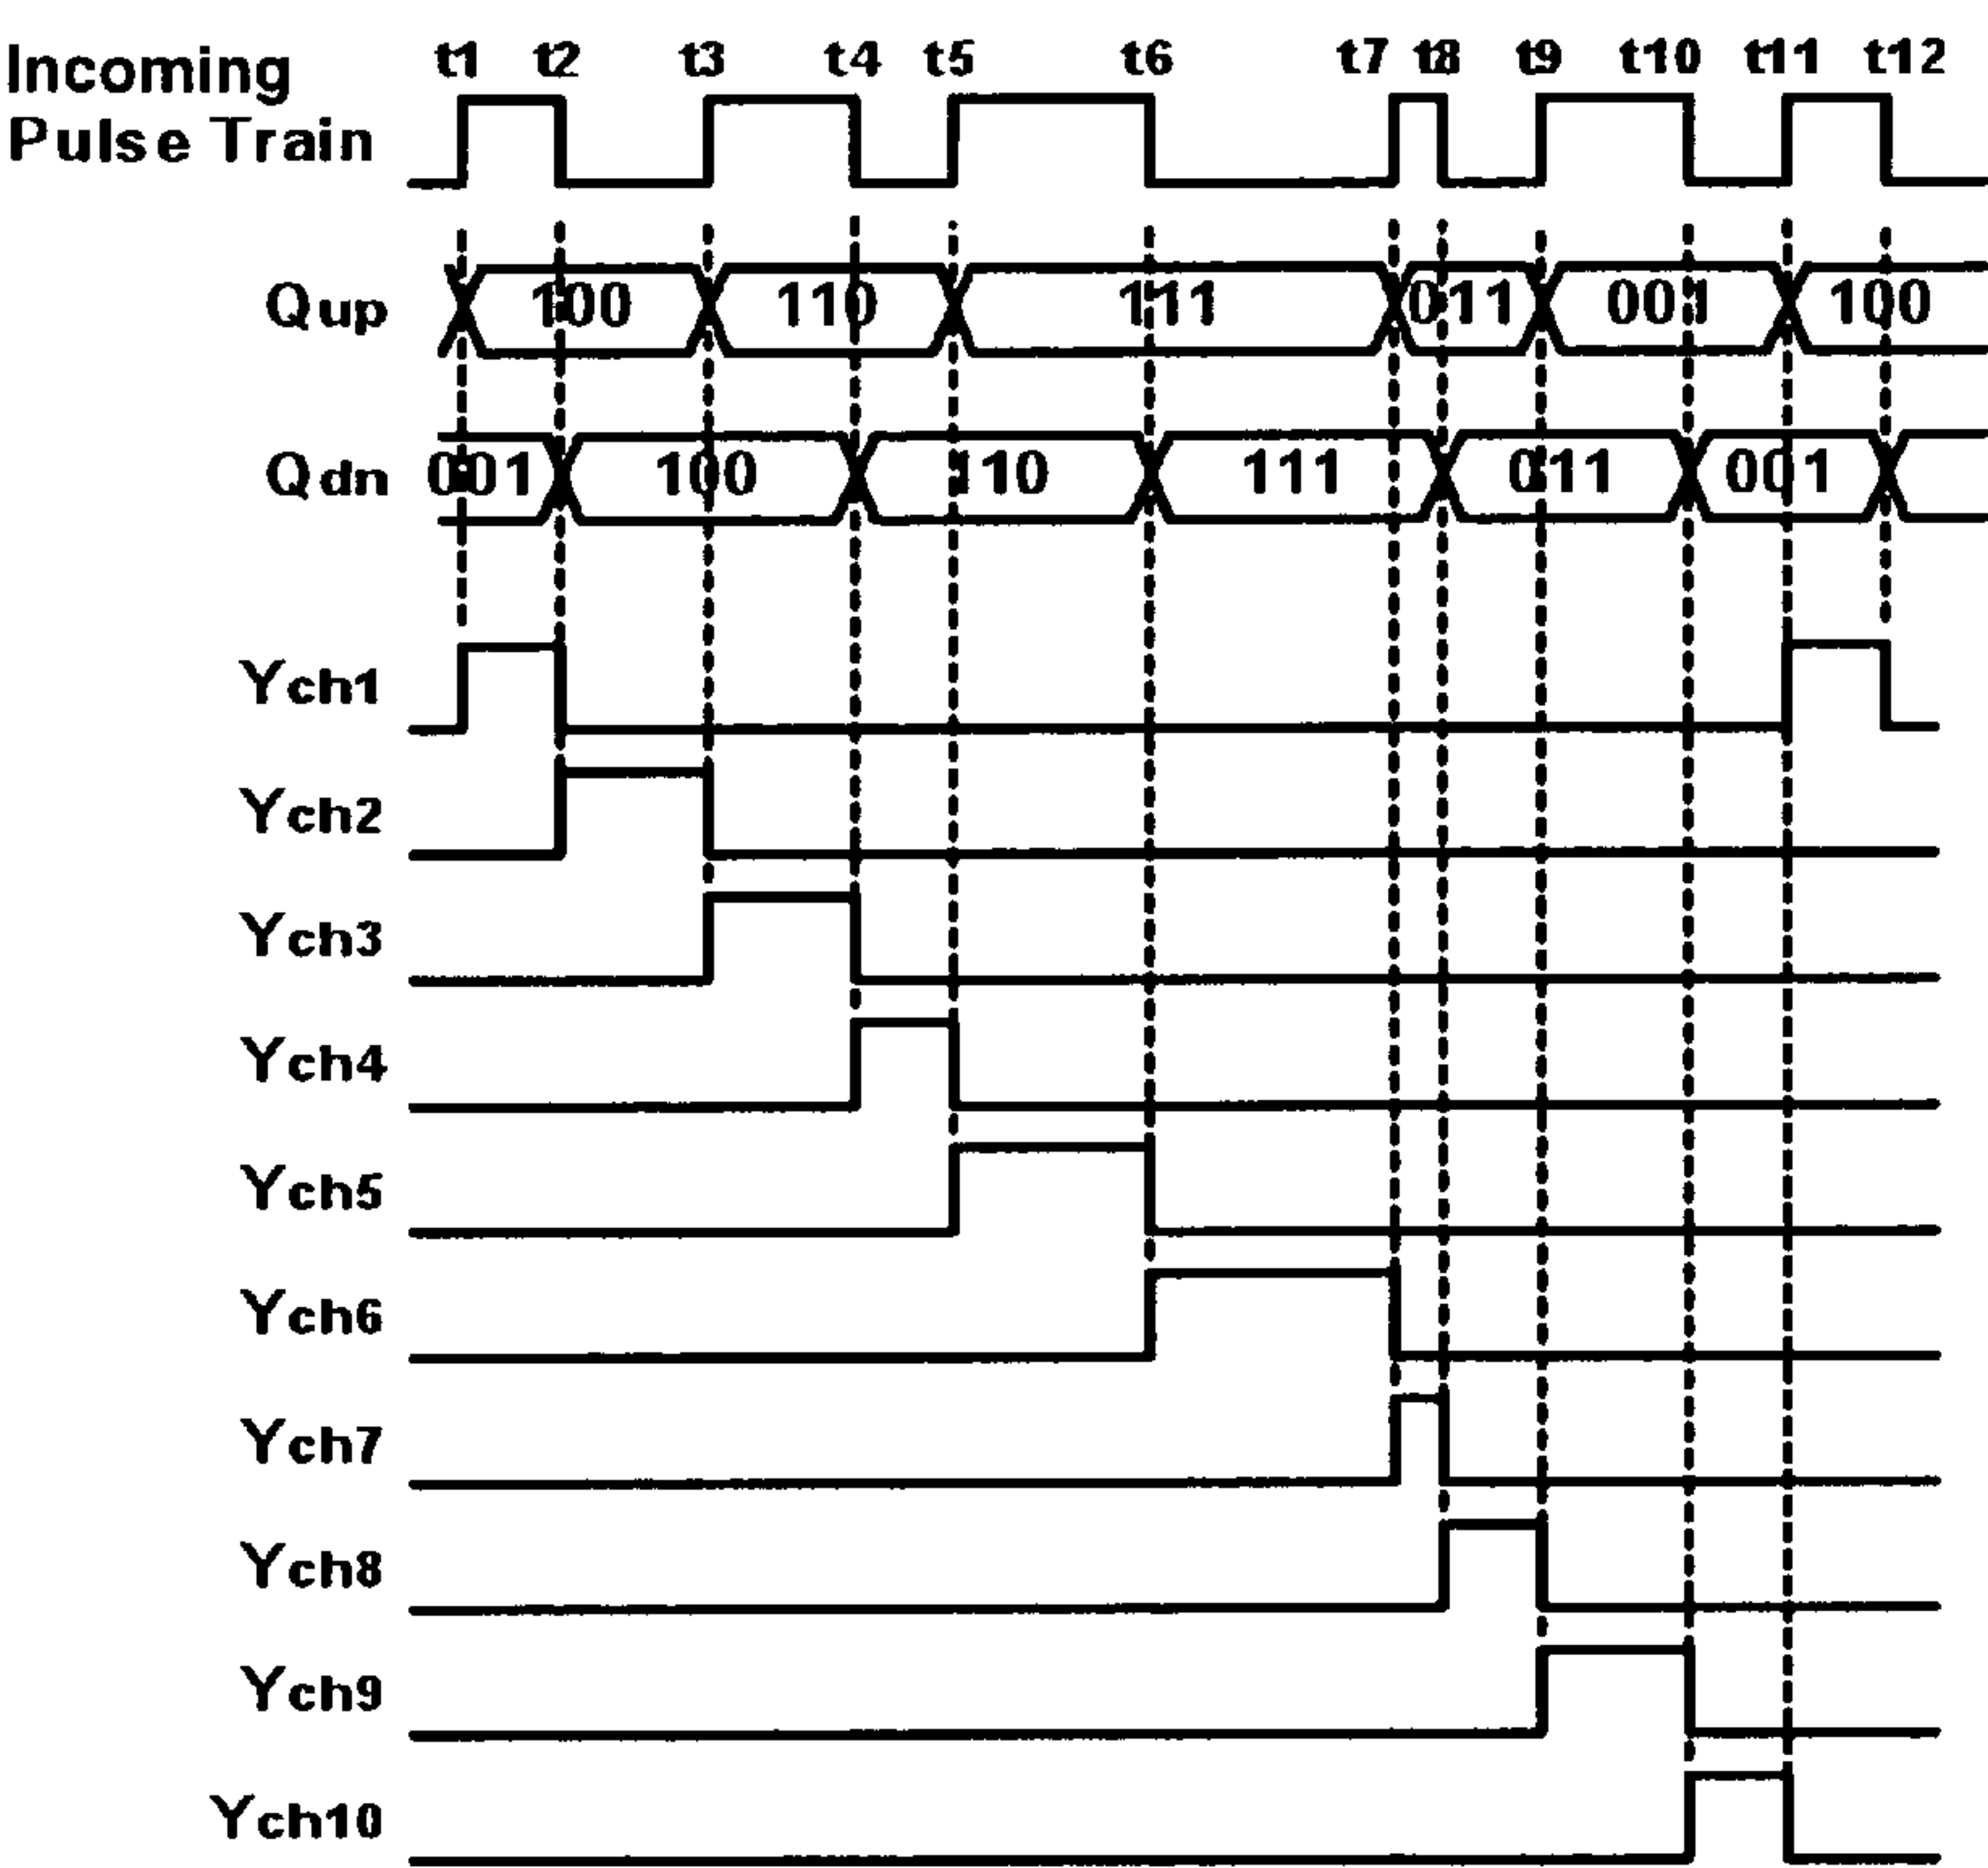 Incoming
Pulse Train
t1 t2 t3 t4 t5 t6 t7 t8 t9 t10 t11 t12
Qup 100 110 111 011 001 100
Qdn 001 100 110 111 011 001
Ych1
Ych2
Ych3
Ych4
Ych5
Ych6
Ych7
Ych8
Ych9
Ych10